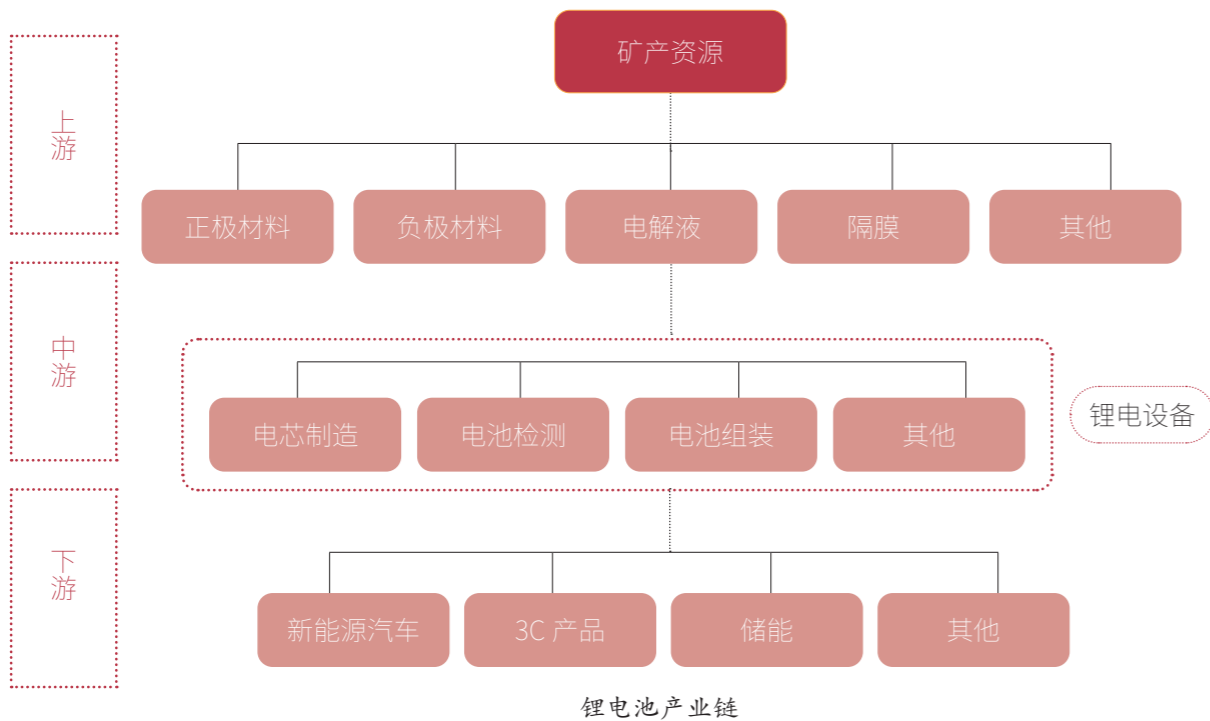 矿产资源
上游
正极材料
负极材料
电解液
隔膜
其他
中游
电芯制造
电池检测
电池组装
其他
锂电设备
下游
新能源汽车
3C 产品
储能
其他
锂电池产业链